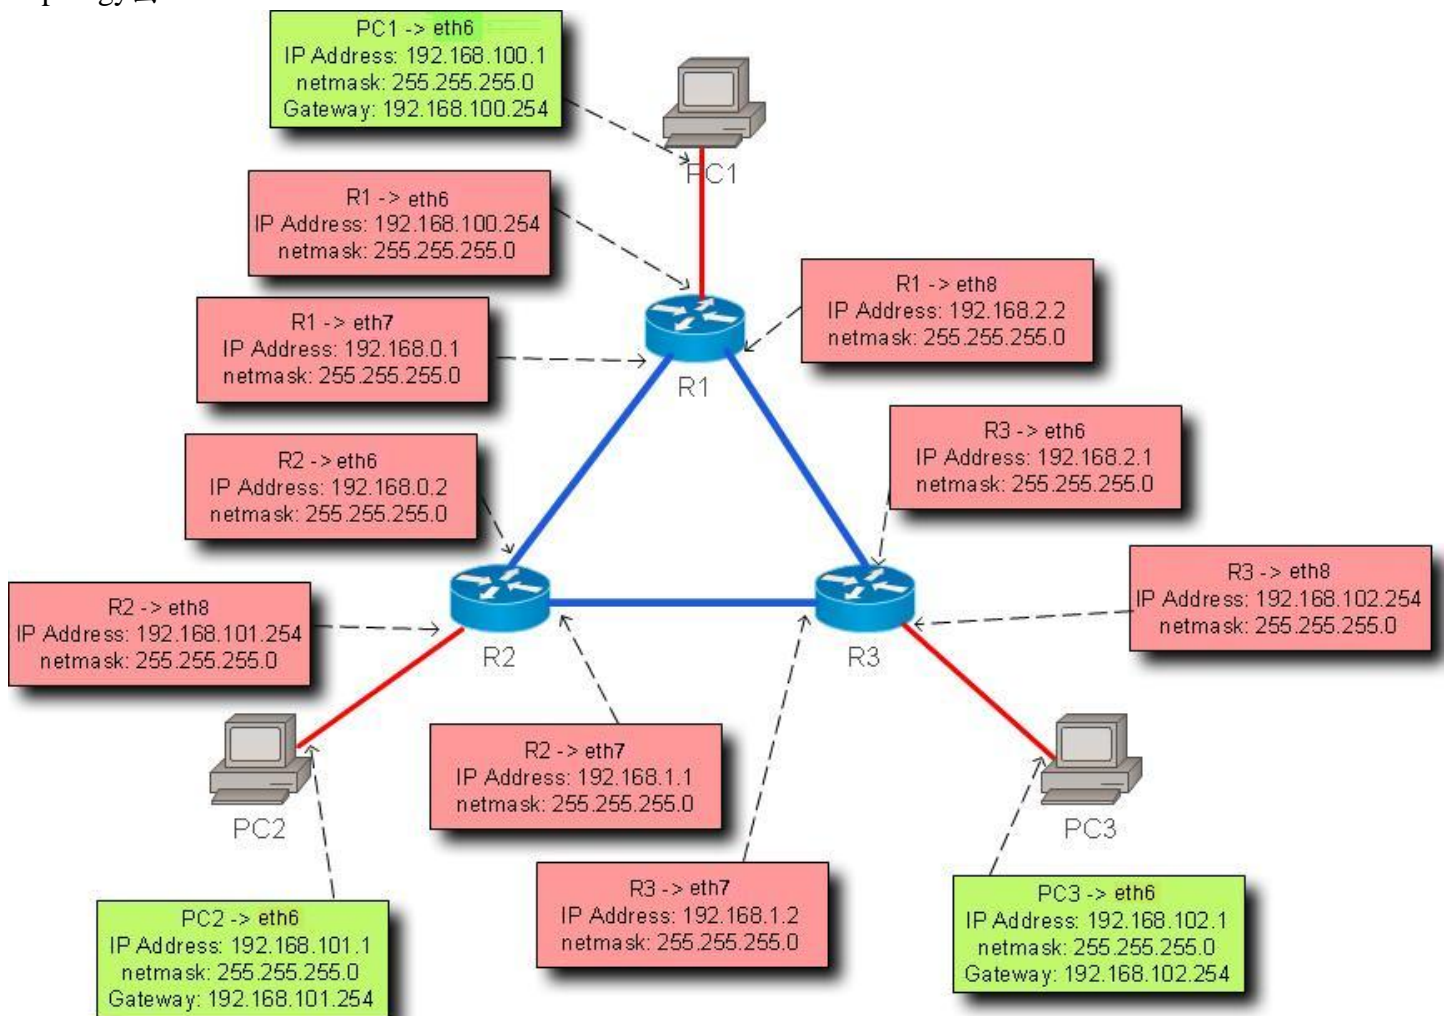 PC1 -> eth6
IP Address: 192.168.100.1
netmask: 255.255.255.0
Gateway: 192.168.100.254
PC1
R1 -> eth6
IP Address: 192.168.100.254
netmask: 255.255.255.0
R1 -> eth8
IP Address: 192.168.2.2
netmask: 255.255.255.0
R1 -> eth7
IP Address: 192.168.0.1
netmask: 255.255.255.0
R1
R3 -> eth6
IP Address: 192.168.2.1
netmask: 255.255.255.0
R2 -> eth6
IP Address: 192.168.0.2
netmask: 255.255.255.0
R3 -> eth8
IP Address: 192.168.102.254
netmask: 255.255.255.0
R2 -> eth8
IP Address: 192.168.101.254
netmask: 255.255.255.0
R2
R3
R2 -> eth7
IP Address: 192.168.1.1
netmask: 255.255.255.0
PC2
PC3
R3 -> eth7
IP Address: 192.168.1.2
netmask: 255.255.255.0
PC3 -> eth6
IP Address: 192.168.102.1
netmask: 255.255.255.0
Gateway: 192.168.102.254
PC2 -> eth6
IP Address: 192.168.101.1
netmask: 255.255.255.0
Gateway: 192.168.101.254